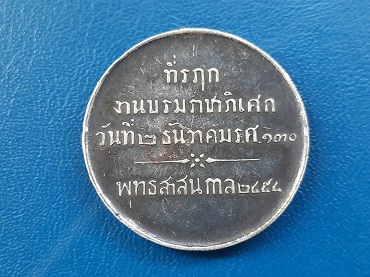 ที่รฦก
งานบรมราชาภิเศก
วันที่๒ ธันวาคมร.ศ.๑๓๐
พุทธสาสนกาล๒๔๕๔